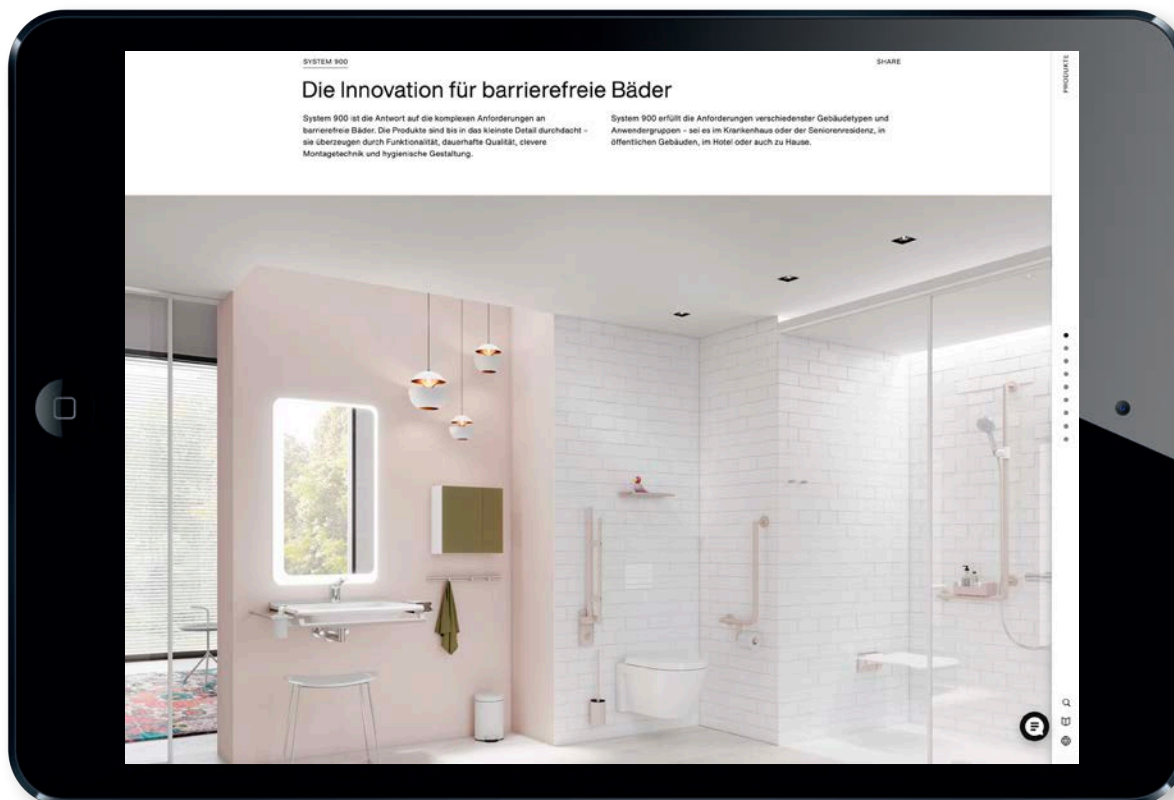 SYSTEM 900
SHARE
Die Innovation für barrierefreie Bäder
System 900 ist die Antwort auf die komplexen Anforderungen an
barrierefreie Bäder. Die Produkte sind bis in das kleinste Detail durchdacht –
sie überzeugen durch Funktionalität, dauerhafte Qualität, clevere
Montagetechnik und hygienische Gestaltung.
System 900 erfüllt die Anforderungen verschiedenster Gebäudetypen und
Anwendergruppen – sei es im Krankenhaus oder der Seniorenresidenz, in
öffentlichen Gebäuden, im Hotel oder auch zu Hause.
PRODUKTE